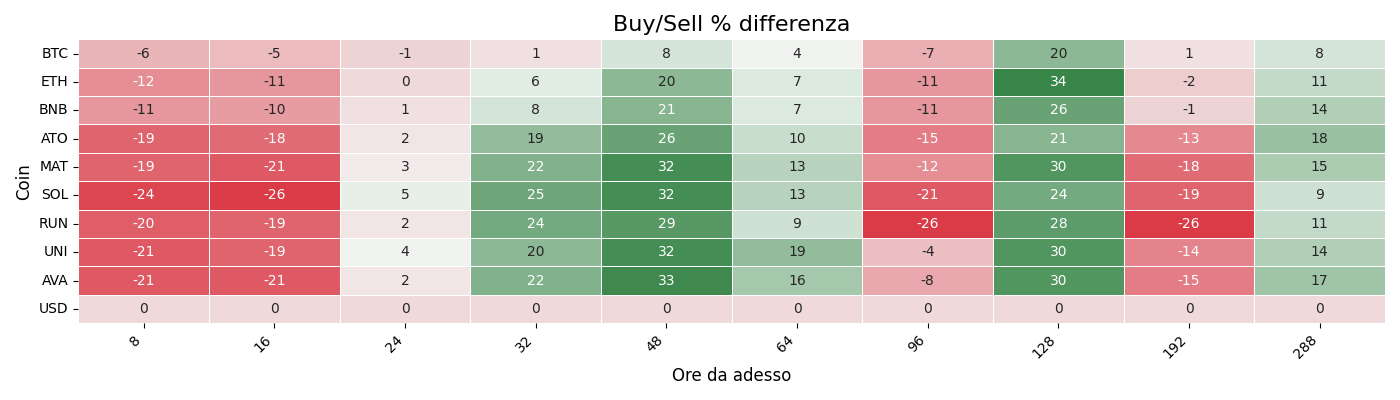 Buy/Sell % differenza
Coin
BTC -6 -5 -1 1 8 4 -7 20 1 8
ETH -12 -11 0 6 20 7 -11 34 -2 11
BNB -11 -10 1 8 21 7 -11 26 -1 14
ATO -19 -18 2 19 26 10 -15 21 -13 18
MAT -19 -21 3 22 32 13 -12 30 -18 15
SOL -24 -26 5 25 32 13 -21 24 -19 9
RUN -20 -19 2 24 29 9 -26 28 -26 11
UNI -21 -19 4 20 32 19 -4 30 -14 14
AVA -21 -21 2 22 33 16 -8 30 -15 17
USD 0 0 0 0 0 0 0 0 0 0
8 16 24 32 48 64 96 128 192 288
Ore da adesso